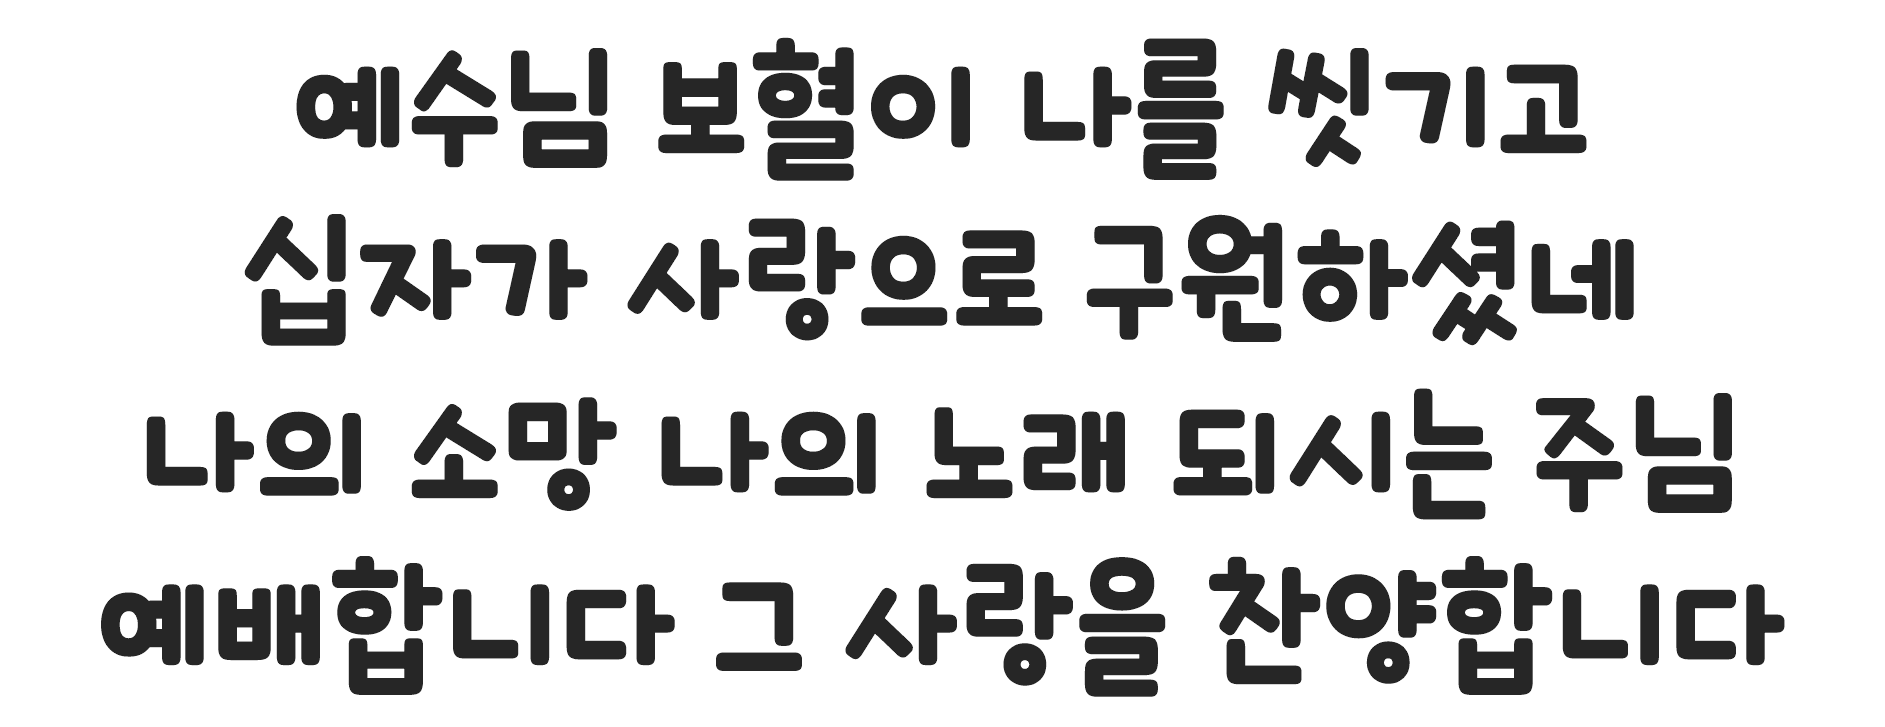 예수님 보혈이 나를 씻기고
십자가 사랑으로 구원하셨네
나의 소망 나의 노래 되시는 주님
예배합니다 그 사랑을 찬양합니다